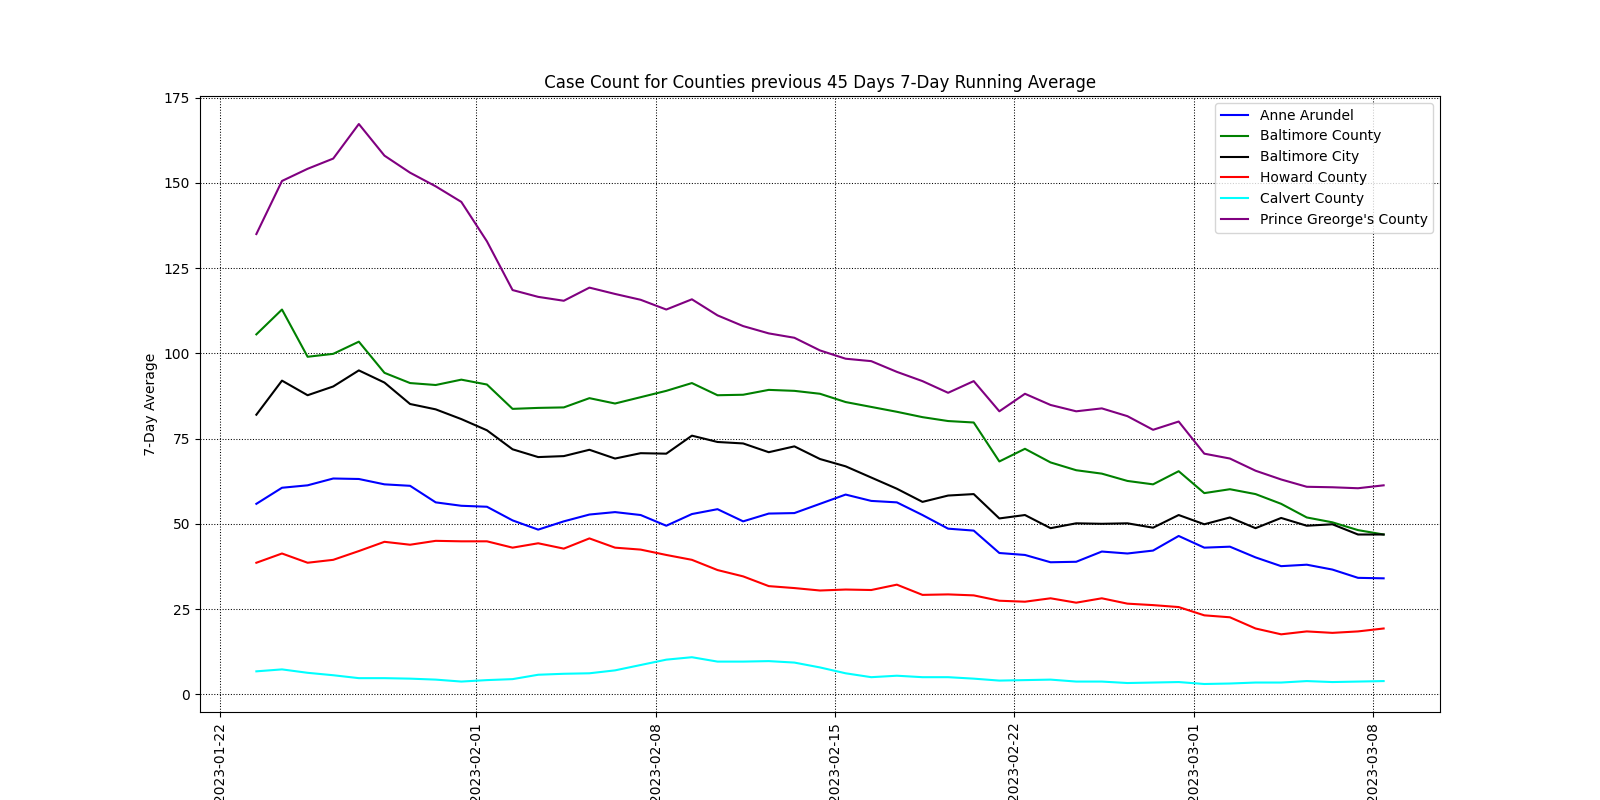 Case Count for Counties previous 45 Days 7-Day Running Average
175
150
125
100
75
50
25
0
7-Day Average
Anne Arundel
Baltimore County
Baltimore City
Howard County
Calvert County
Prince Greorge's County
2023-01-22
2023-02-01
2023-02-08
2023-02-15
2023-02-22
2023-03-01
2023-03-08